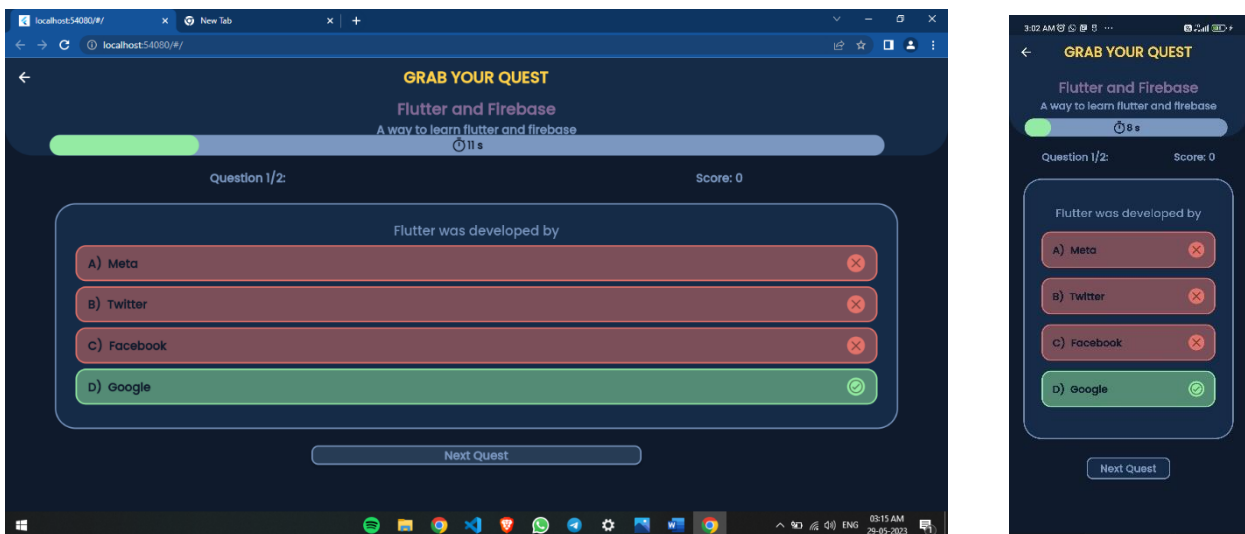 localhost:54080/#/
New Tab
localhost:54080/#/
GRAB YOUR QUEST
Flutter and Firebase
A way to learn flutter and firebase
11 s
Question 1/2:
Score: 0
Flutter was developed by
A) Meta
B) Twitter
C) Facebook
D) Google
Next Quest
ENG
03:15 AM
29-05-2023
3:02 AM
GRAB YOUR QUEST
Flutter and Firebase
A way to learn flutter and firebase
8 s
Question 1/2:
Score: 0
Flutter was developed by
A) Meta
B) Twitter
C) Facebook
D) Google
Next Quest